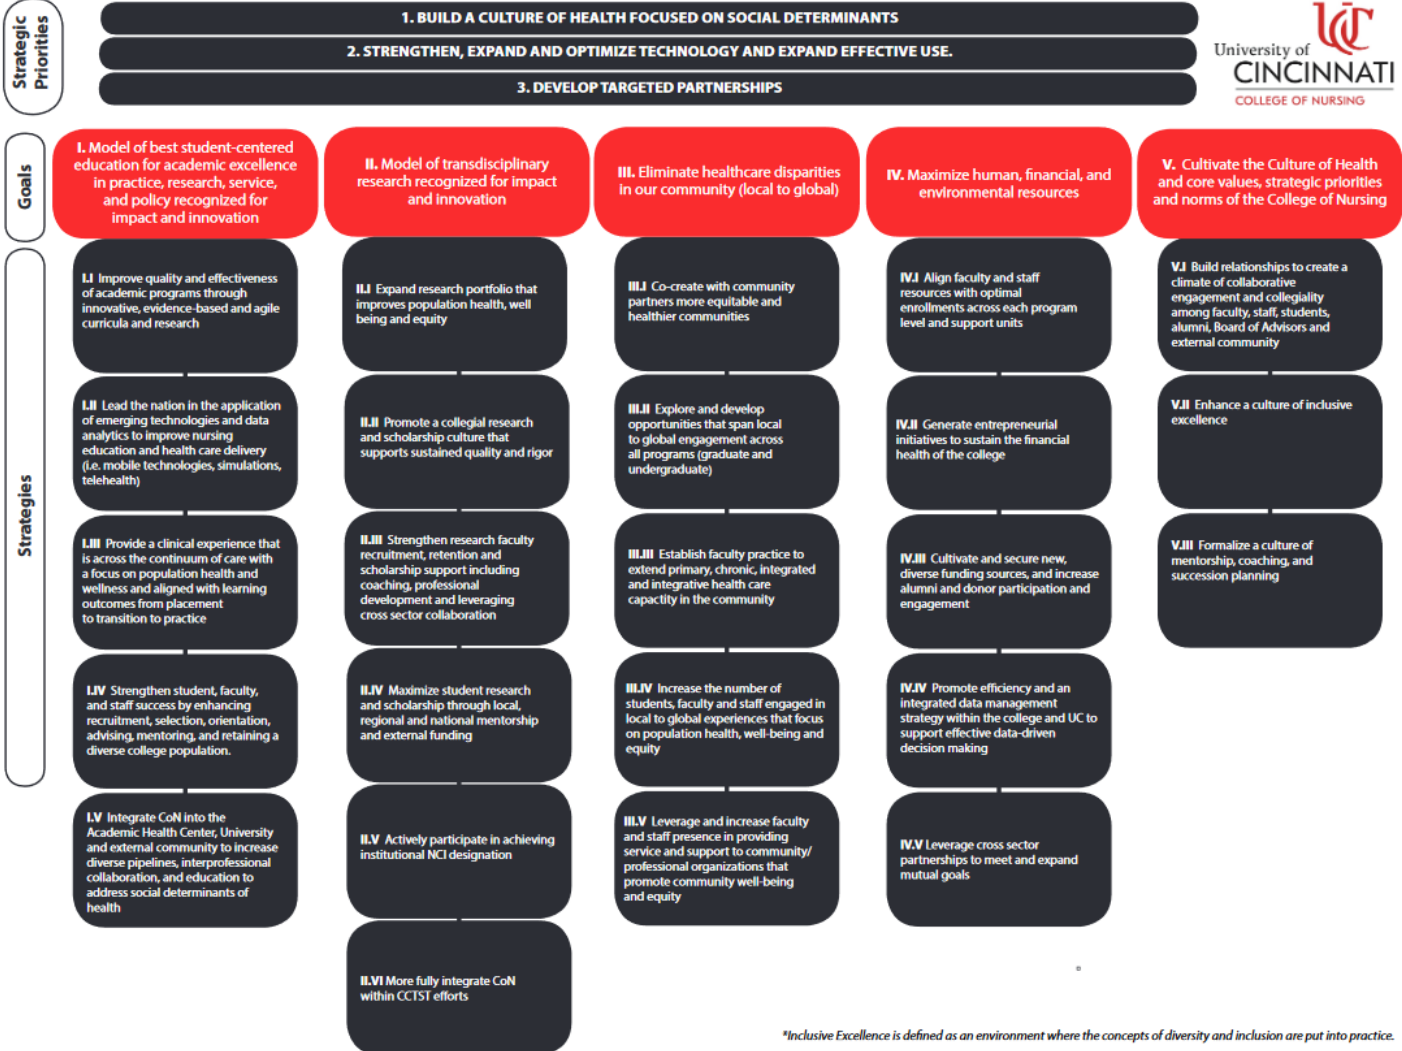 Strategic
Priorities
1. BUILD A CULTURE OF HEALTH FOCUSED ON SOCIAL DETERMINANTS
2. STRENGTHEN, EXPAND AND OPTIMIZE TECHNOLOGY AND EXPAND EFFECTIVE USE.
3. DEVELOP TARGETED PARTNERSHIPS
UC
University of
CINCINNATI
COLLEGE OF NURSING
Goals
I. Model of best student-centered
education for academic excellence
in practice, research, service,
and policy recognized for
impact and innovation
II. Model of transdisciplinary
research recognized for impact
and innovation
III. Eliminate healthcare disparities
in our community (local to global)
IV. Maximize human, financial, and
environmental resources
V. Cultivate the Culture of Health
and core values, strategic priorities
and norms of the College of Nursing
Strategies
I.I Improve quality and effectiveness
of academic programs through
innovative, evidence-based and agile
curricula and research
I.II Lead the nation in the application
of emerging technologies and data
analytics to improve nursing
education and health care delivery
(i.e. mobile technologies, simulations,
telehealth)
I.III Provide a clinical experience that
is across the continuum of care with
a focus on population health and
wellness and aligned with learning
outcomes from placement
to transition to practice
I.IV Strengthen student, faculty,
and staff success by enhancing
recruitment, selection, orientation,
advising, mentoring, and retaining a
diverse college population.
I.V Integrate CoN into the
Academic Health Center, University
and external community to increase
diverse pipelines, interprofessional
collaboration, and education to
address social determinants of
health
II.I Expand research portfolio that
improves population health, well
being and equity
II.II Promote a collegial research
and scholarship culture that
supports sustained quality and rigor
II.III Strengthen research faculty
recruitment, retention and
scholarship support including
coaching, professional
development and leveraging
cross sector collaboration
II.IV Maximize student research
and scholarship through local,
regional and national mentorship
and external funding
II.V Actively participate in achieving
institutional NCI designation
II.VI More fully integrate CoN
within CCTST efforts
III.I Co-create with community
partners more equitable and
healthier communities
III.II Explore and develop
opportunities that span local
to global engagement across
all programs (graduate and
undergraduate)
III.III Establish faculty practice to
extend primary, chronic, integrated
and integrative health care
capactity in the community
III.IV Increase the number of
students, faculty and staff engaged in
local to global experiences that focus
on population health, well-being and
equity
III.V Leverage and increase faculty
and staff presence in providing
service and support to community/
professional organizations that
promote community well-being
and equity
IV.I Align faculty and staff
resources with optimal
enrollments across each program
level and support units
IV.II Generate entrepreneurial
initiatives to sustain the financial
health of the college
IV.III Cultivate and secure new,
diverse funding sources, and increase
alumni and donor participation and
engagement
IV.IV Promote efficiency and an
integrated data management
strategy within the college and UC to
support effective data-driven
decision making
IV.V Leverage cross sector
partnerships to meet and expand
mutual goals
V.I Build relationships to create a
climate of collaborative
engagement and collegiality
among faculty, staff, students,
alumni, Board of Advisors and
external community
V.II Enhance a culture of inclusive
excellence
V.III Formalize a culture of
mentorship, coaching, and
succession planning
*Inclusive Excellence is defined as an environment where the concepts of diversity and inclusion are put into practice.